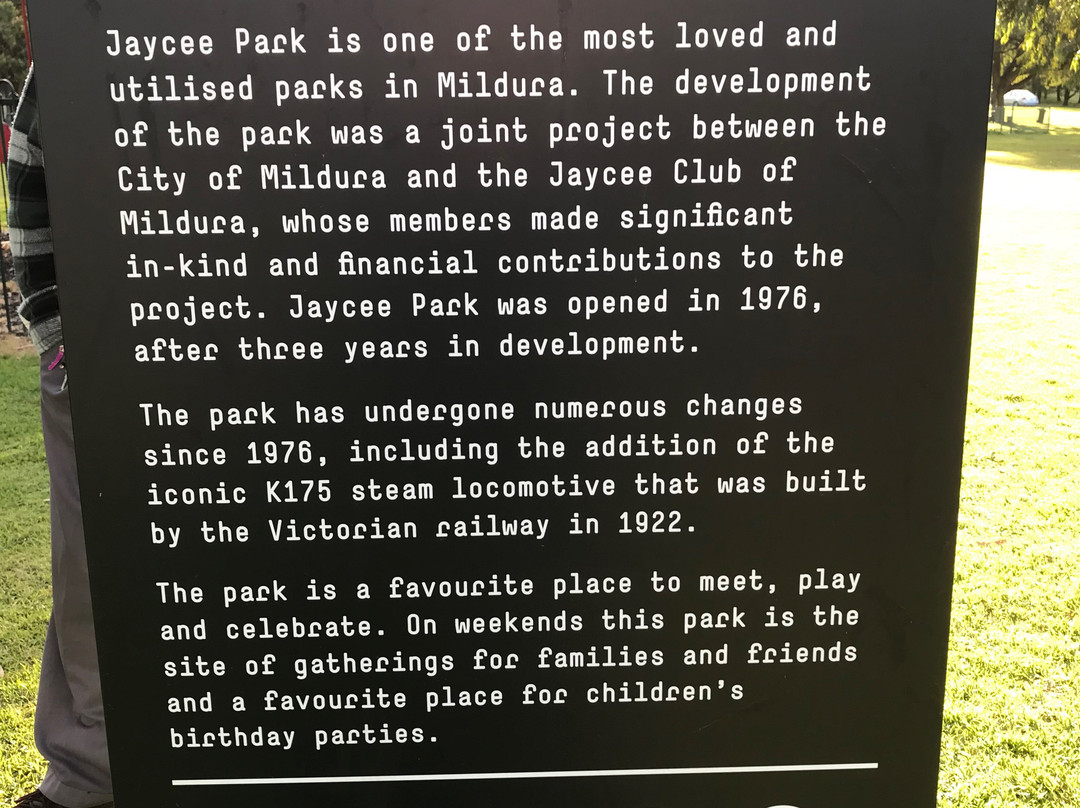 Jaycee Park is one of the most loved and
utilised parks in Mildura. The development
of the park was a joint project between the
City of Mildura and the Jaycee Club of
Mildura, whose members made significant
in-kind and financial contributions to the
project. Jaycee Park was opened in 1976,
after three years in development.
The park has undergone numerous changes
since 1976, including the addition of the
iconic K175 steam locomotive that was built
by the Victorian railway in 1922.
The park is a favourite place to meet, play
and celebrate. On weekends this park is the
site of gatherings for families and friends
and a favourite place for children's
birthday parties.